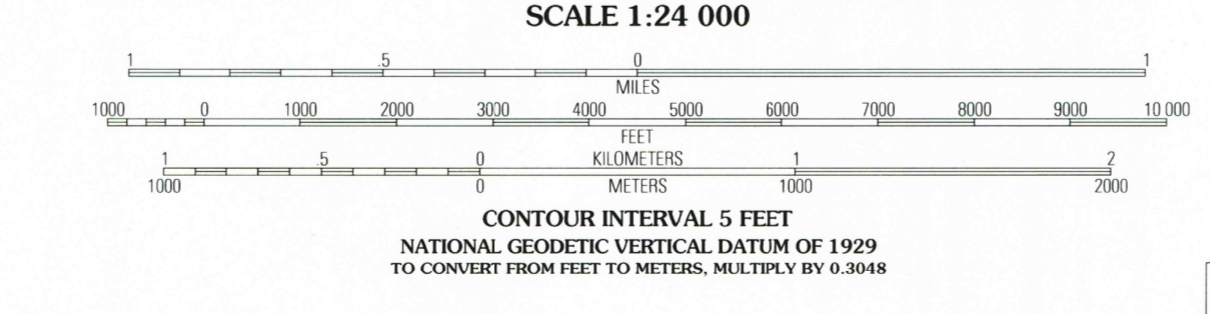 SCALE 1:24 000
1 .5 0 1
MILES
1000 0 1000 2000 3000 4000 5000 6000 7000 8000 9000 10 000
FEET
1 .5 0 KILOMETERS 1 2
1000 0 METERS 1000 2000
CONTOUR INTERVAL 5 FEET
NATIONAL GEODETIC VERTICAL DATUM OF 1929
TO CONVERT FROM FEET TO METERS, MULTIPLY BY 0.3048